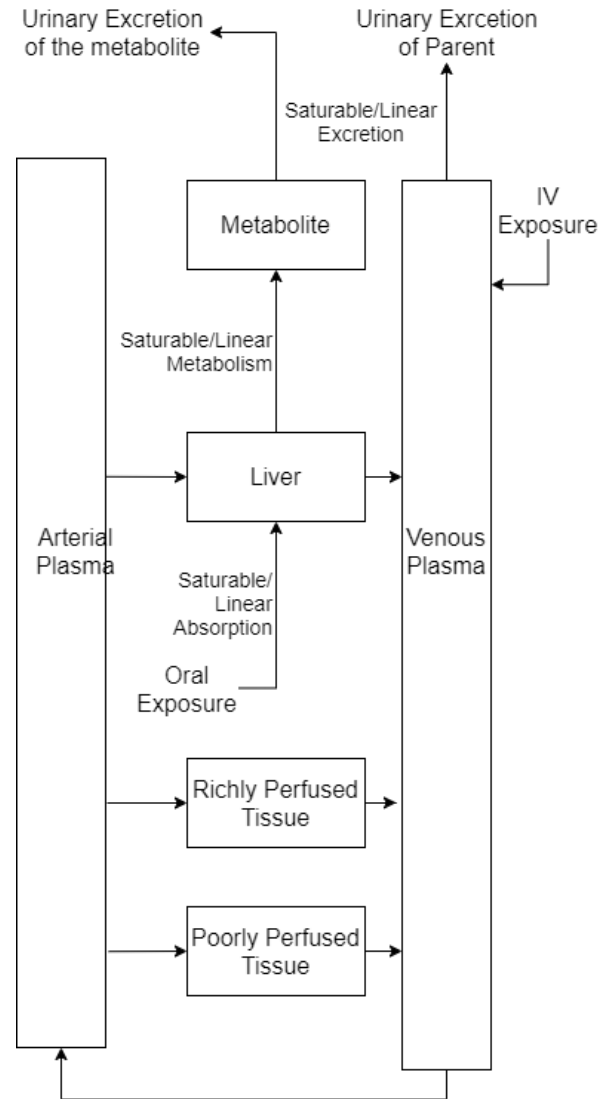 Urinary Excretion
of the metabolite
Urinary Exrcetion
of Parent
Saturable/Linear
Excretion
IV
Exposure
Metabolite
Saturable/Linear
Metabolism
Liver
Arterial
Plasma
Venous
Plasma
Saturable/
Linear
Absorption
Oral
Exposure
Richly Perfused
Tissue
Poorly Perfused
Tissue